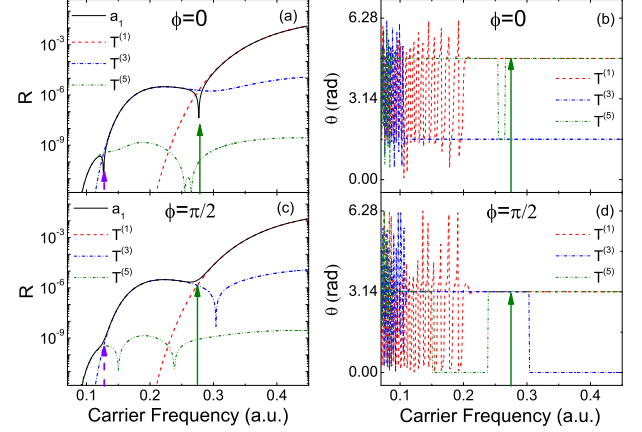 ϕ=0
(a)
a₁
T⁽¹⁾
T⁽³⁾
T⁽⁵⁾
R
10⁻³
10⁻⁶
10⁻⁹
ϕ=0
(b)
6.28
3.14
0.00
θ (rad)
T⁽¹⁾
T⁽³⁾
T⁽⁵⁾
ϕ=π/2
(c)
a₁
T⁽¹⁾
T⁽³⁾
T⁽⁵⁾
R
10⁻³
10⁻⁶
10⁻⁹
0.1 0.2 0.3 0.4
Carrier Frequency (a.u.)
ϕ=π/2
(d)
6.28
3.14
0.00
θ (rad)
T⁽¹⁾
T⁽³⁾
T⁽⁵⁾
0.1 0.2 0.3 0.4
Carrier Frequency (a.u.)